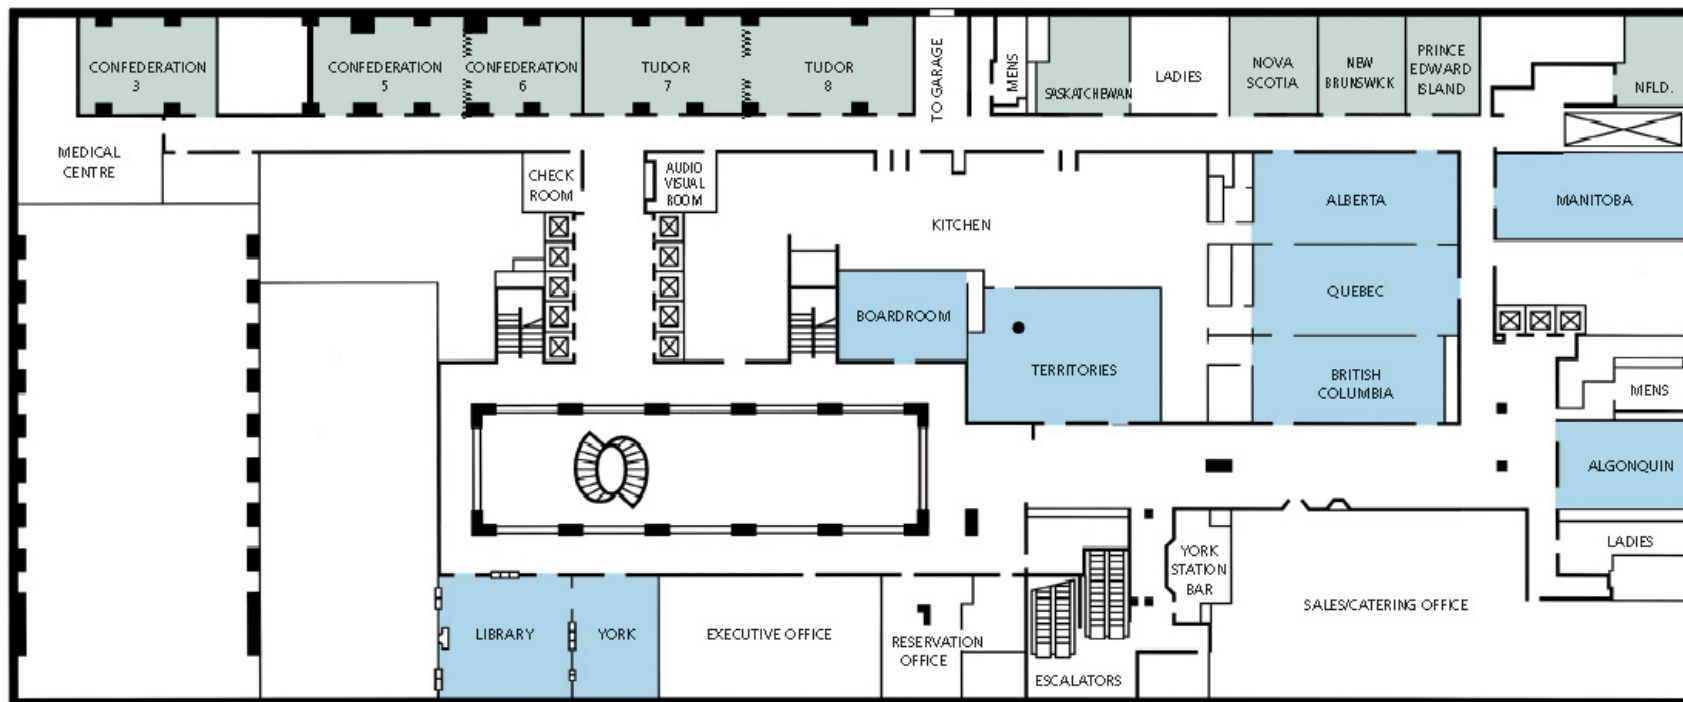 CONFEDERATION
3
CONFEDERATION
5
CONFEDERATION
6
TUDOR
7
TUDOR
8
TO GARAGE
MENS
SASKATCHEWAN
LADIES
NOVA
SCOTIA
NEW
BRUNSWICK
PRINCE
EDWARD
ISLAND
NFLD.
MEDICAL
CENTRE
CHECK
ROOM
AUDIO
VISUAL
ROOM
KITCHEN
ALBERTA
MANITOBA
BOARDROOM
QUEBEC
TERRITORIES
BRITISH
COLUMBIA
MENS
ALGONQUIN
LADIES
YORK
STATION
BAR
LIBRARY
YORK
EXECUTIVE OFFICE
RESERVATION
OFFICE
ESCALATORS
SALES/CATERING OFFICE